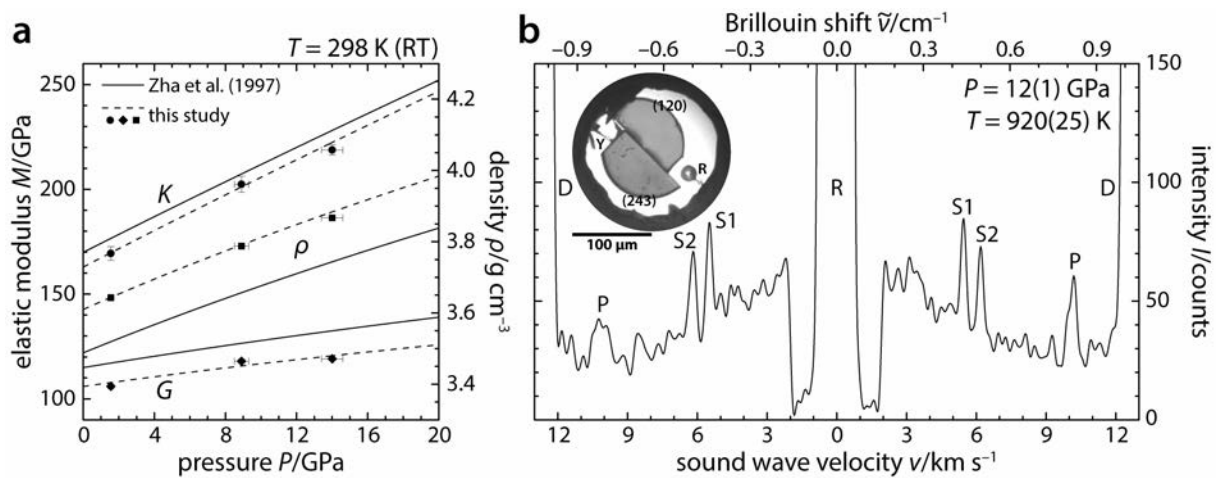 a
T = 298 K (RT)
Zha et al. (1997)
this study
K
ρ
G
elastic modulus M/GPa
250
200
150
100
density ρ/g cm⁻³
4.2
4.0
3.8
3.6
3.4
0 4 8 12 16 20
pressure P/GPa
b
Brillouin shift ṽ/cm⁻¹
−0.9 −0.6 −0.3 0.0 0.3 0.6 0.9
P = 12(1) GPa
T = 920(25) K
(120)
Y
R
(243)
100 µm
D
R
D
S1
S2
P
S1
S2
P
intensity I/counts
150
100
50
0
12 9 6 3 0 3 6 9 12
sound wave velocity v/km s⁻¹